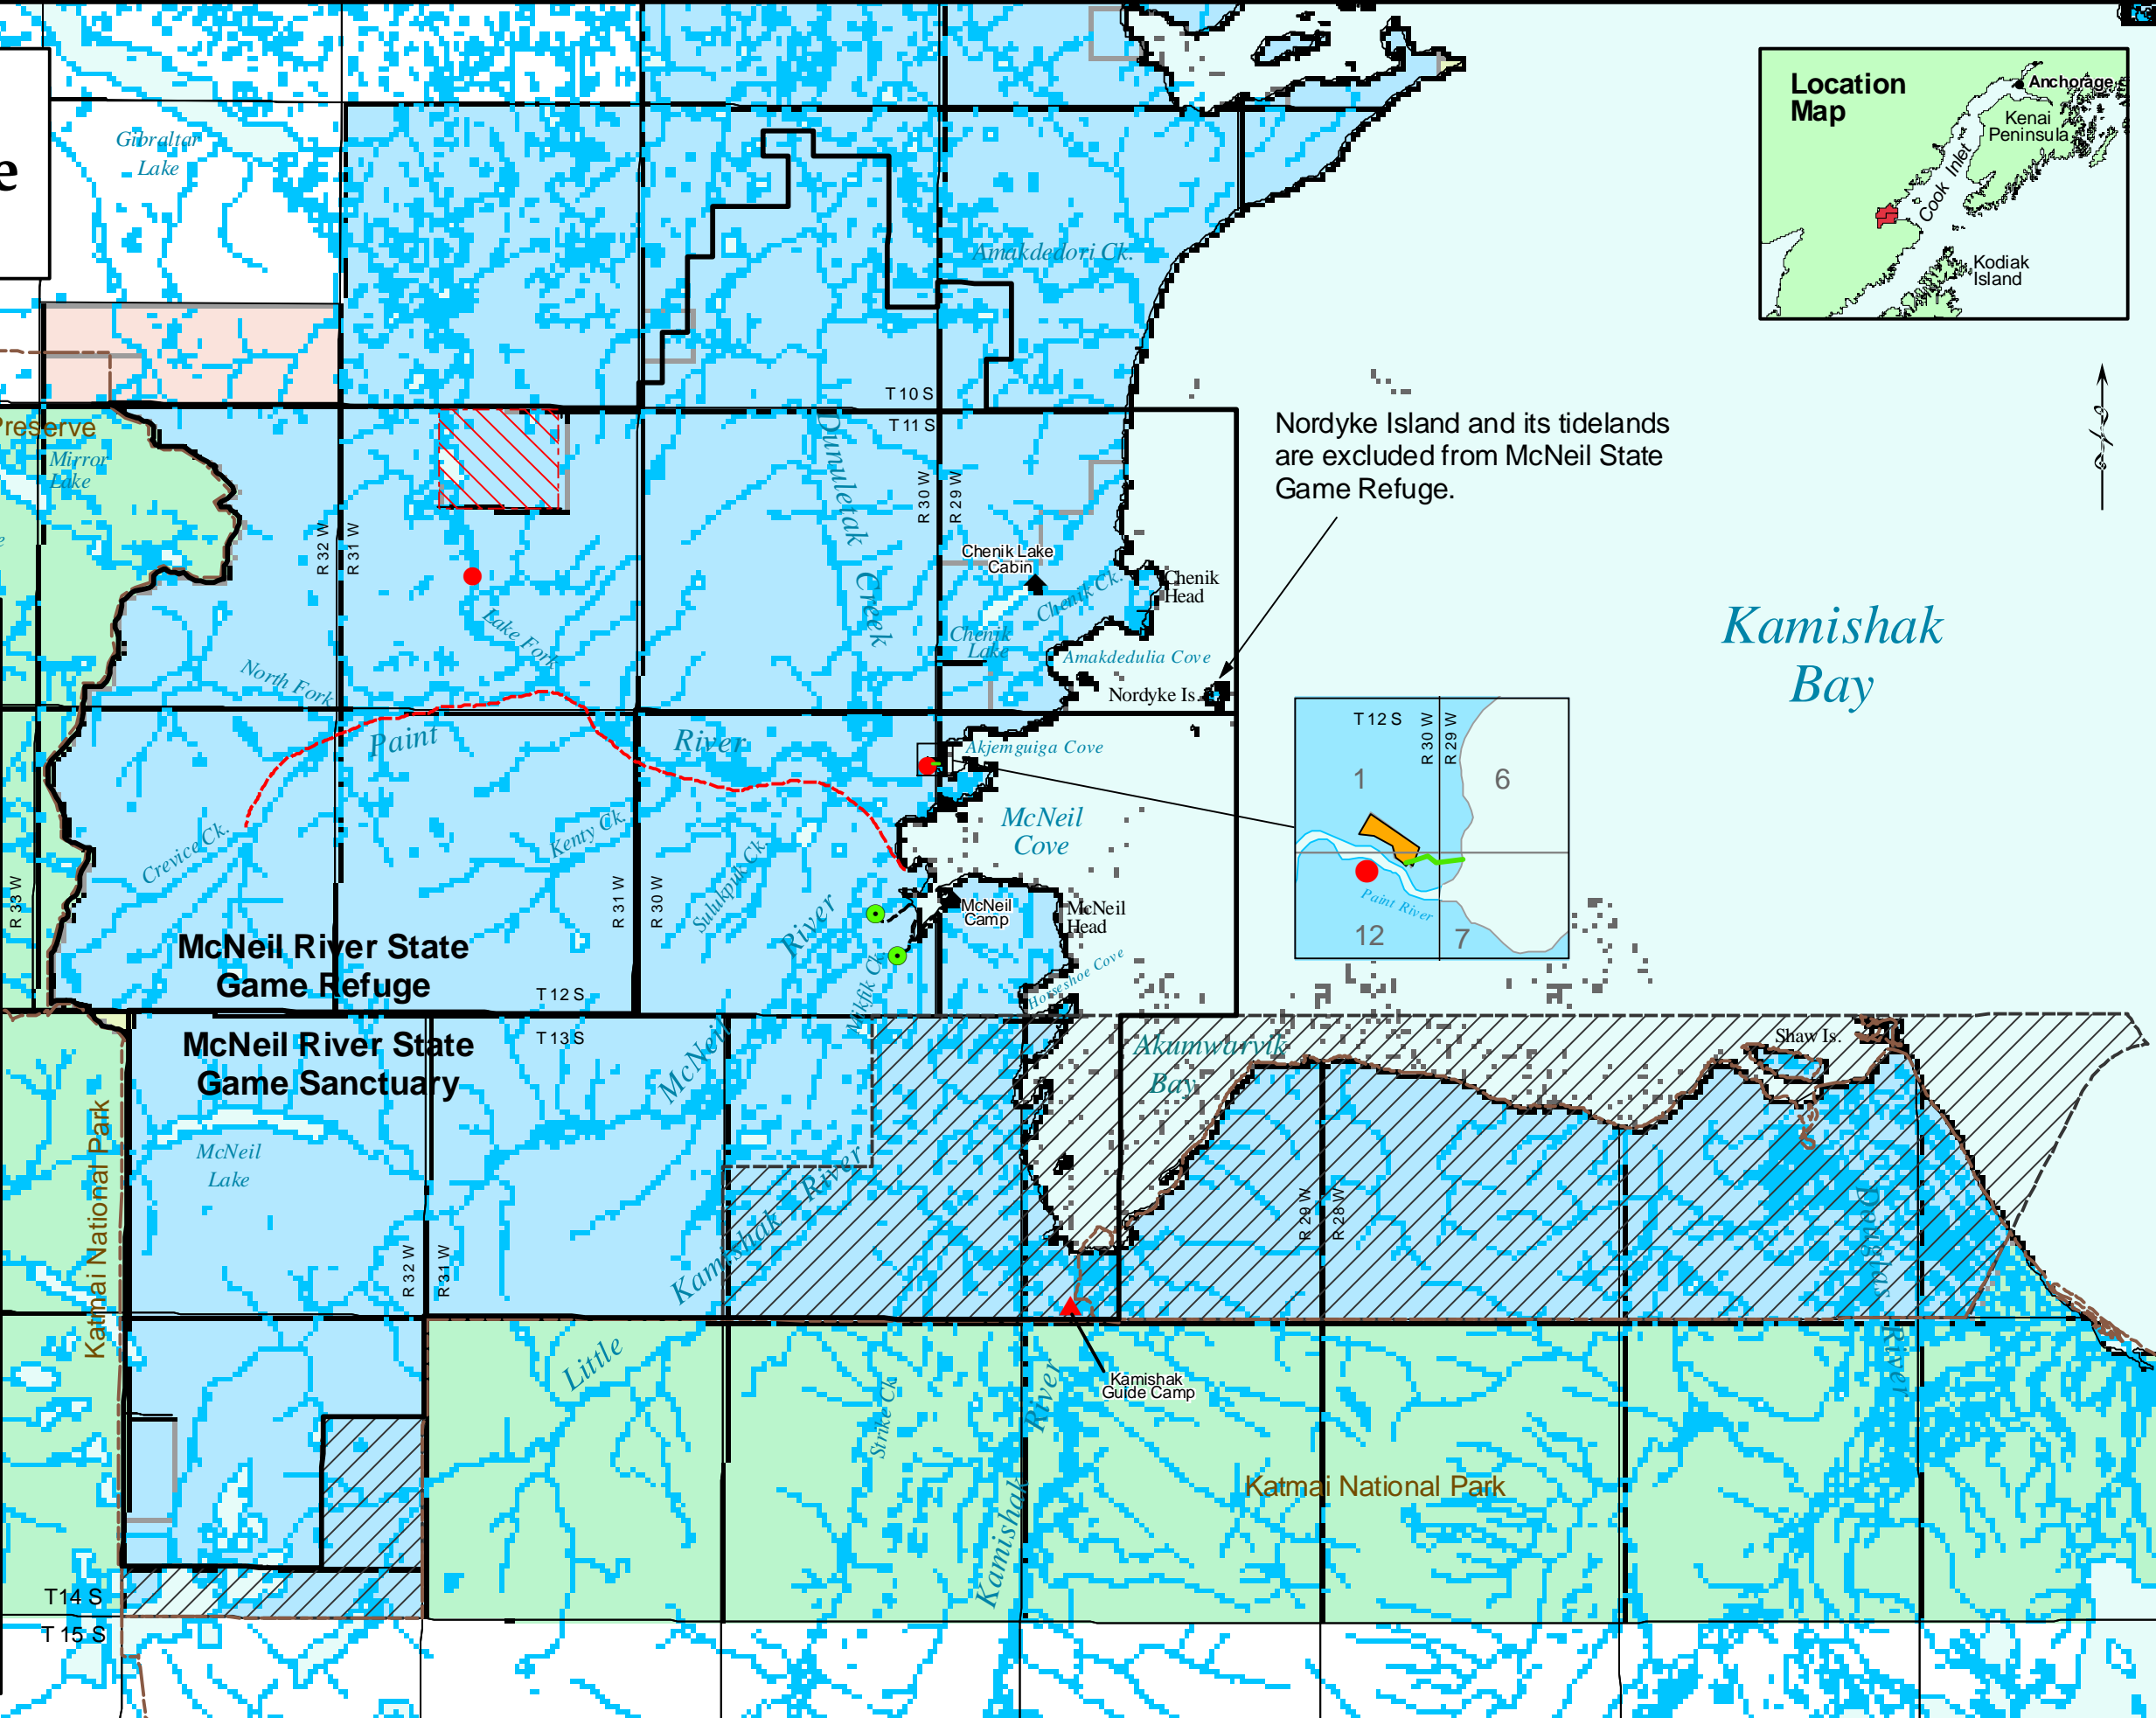 e
Gibraltar
Lake
Location
Map
Anchorage
Kenai
Peninsula
Cook Inlet
Kodiak
Island
Amakdedori Ck.
T 10 S
T 11 S
Preserve
Mirror
Lake
Nordyke Island and its tidelands
are excluded from McNeil State
Game Refuge.
R 32 W
R 31 W
Dunuletak Creek
R 30 W
R 29 W
Chenik Lake
Cabin
Chenik Ck.
Chenik
Head
Chenik
Lake
Lake Fork
North Fork
Amakdedulia Cove
Nordyke Is.
Kamishak
Bay
Paint River
Akjemguiga Cove
T 12 S
R 30 W
R 29 W
1
6
Paint River
12
7
McNeil
Cove
Crevice Ck.
Kenty Ck.
Sulukpuk Ck.
R 33 W
R 31 W
R 30 W
McNeil
Camp
McNeil
Head
Horseshoe Cove
Mikfik Ck.
McNeil River
McNeil River State
Game Refuge
T 12 S
T 13 S
McNeil River State
Game Sanctuary
Akumwarvik
Bay
Shaw Is.
McNeil
Lake
Katmai National Park
R 32 W
R 31 W
Little Kamishak River
R 29 W
R 28 W
Douglas River
Kamishak
Guide Camp
Strike Ck.
Kamishak River
Katmai National Park
T14 S
T 15 S